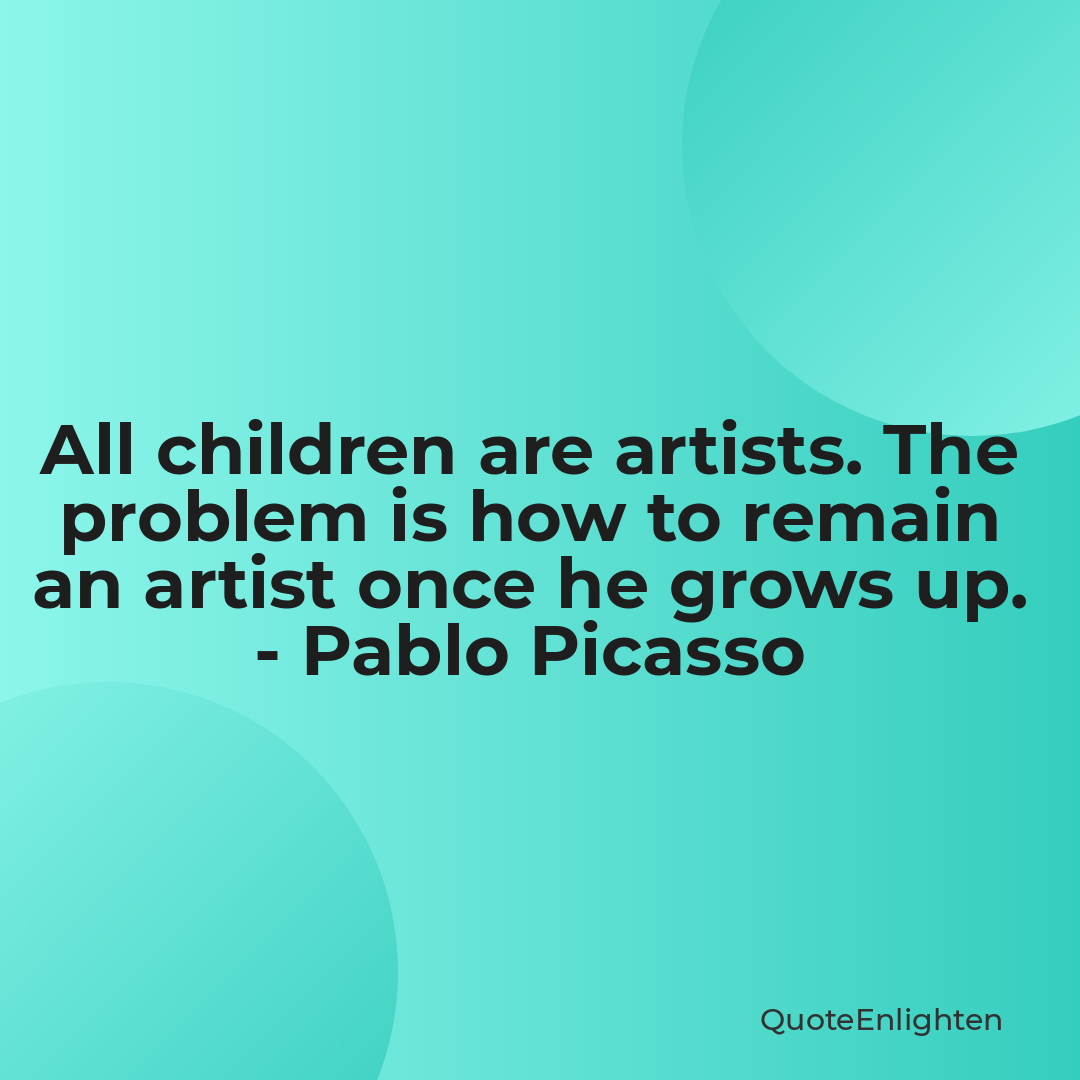 All children are artists. The
problem is how to remain
an artist once he grows up.
- Pablo Picasso
QuoteEnlighten